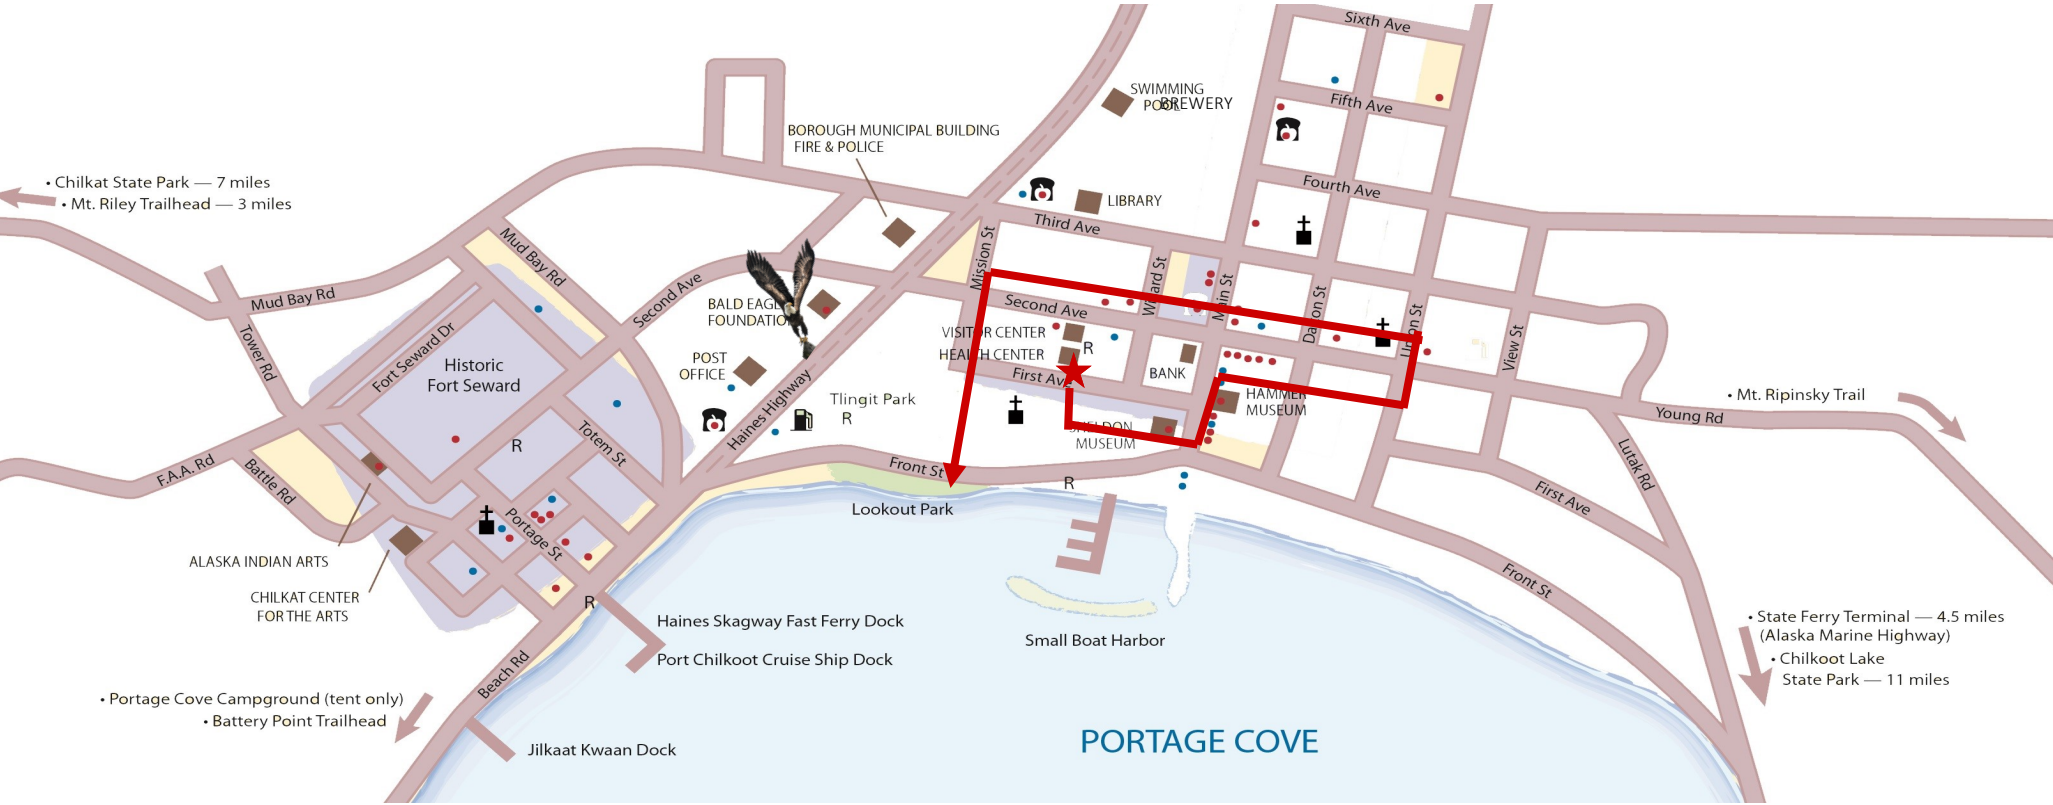 Sixth Ave
SWIMMING
POOL
BREWERY
Fifth Ave
BOROUGH MUNICIPAL BUILDING
FIRE & POLICE
• Chilkat State Park — 7 miles
• Mt. Riley Trailhead — 3 miles
LIBRARY
Fourth Ave
Third Ave
Mission St
Mud Bay Rd
Mud Bay Rd
Second Ave
Willard St
Main St
Dalton St
Union St
View St
BALD EAGLE
FOUNDATION
Second Ave
VISITOR CENTER
HEALTH CENTER
R
BANK
First Ave
Tower Rd
Fort Seward Dr
Historic
Fort Seward
POST
OFFICE
Haines Highway
Tlingit Park
R
HAMMER
MUSEUM
SHELDON
MUSEUM
• Mt. Ripinsky Trail
Young Rd
Lutak Rd
F.A.A. Rd
Battle Rd
R
Totem St
Front St
R
Lookout Park
First Ave
Portage St
ALASKA INDIAN ARTS
CHILKAT CENTER
FOR THE ARTS
R
Haines Skagway Fast Ferry Dock
Port Chilkoot Cruise Ship Dock
Small Boat Harbor
Front St
• State Ferry Terminal — 4.5 miles
(Alaska Marine Highway)
• Chilkoot Lake
State Park — 11 miles
Beach Rd
• Portage Cove Campground (tent only)
• Battery Point Trailhead
Jilkaat Kwaan Dock
PORTAGE COVE